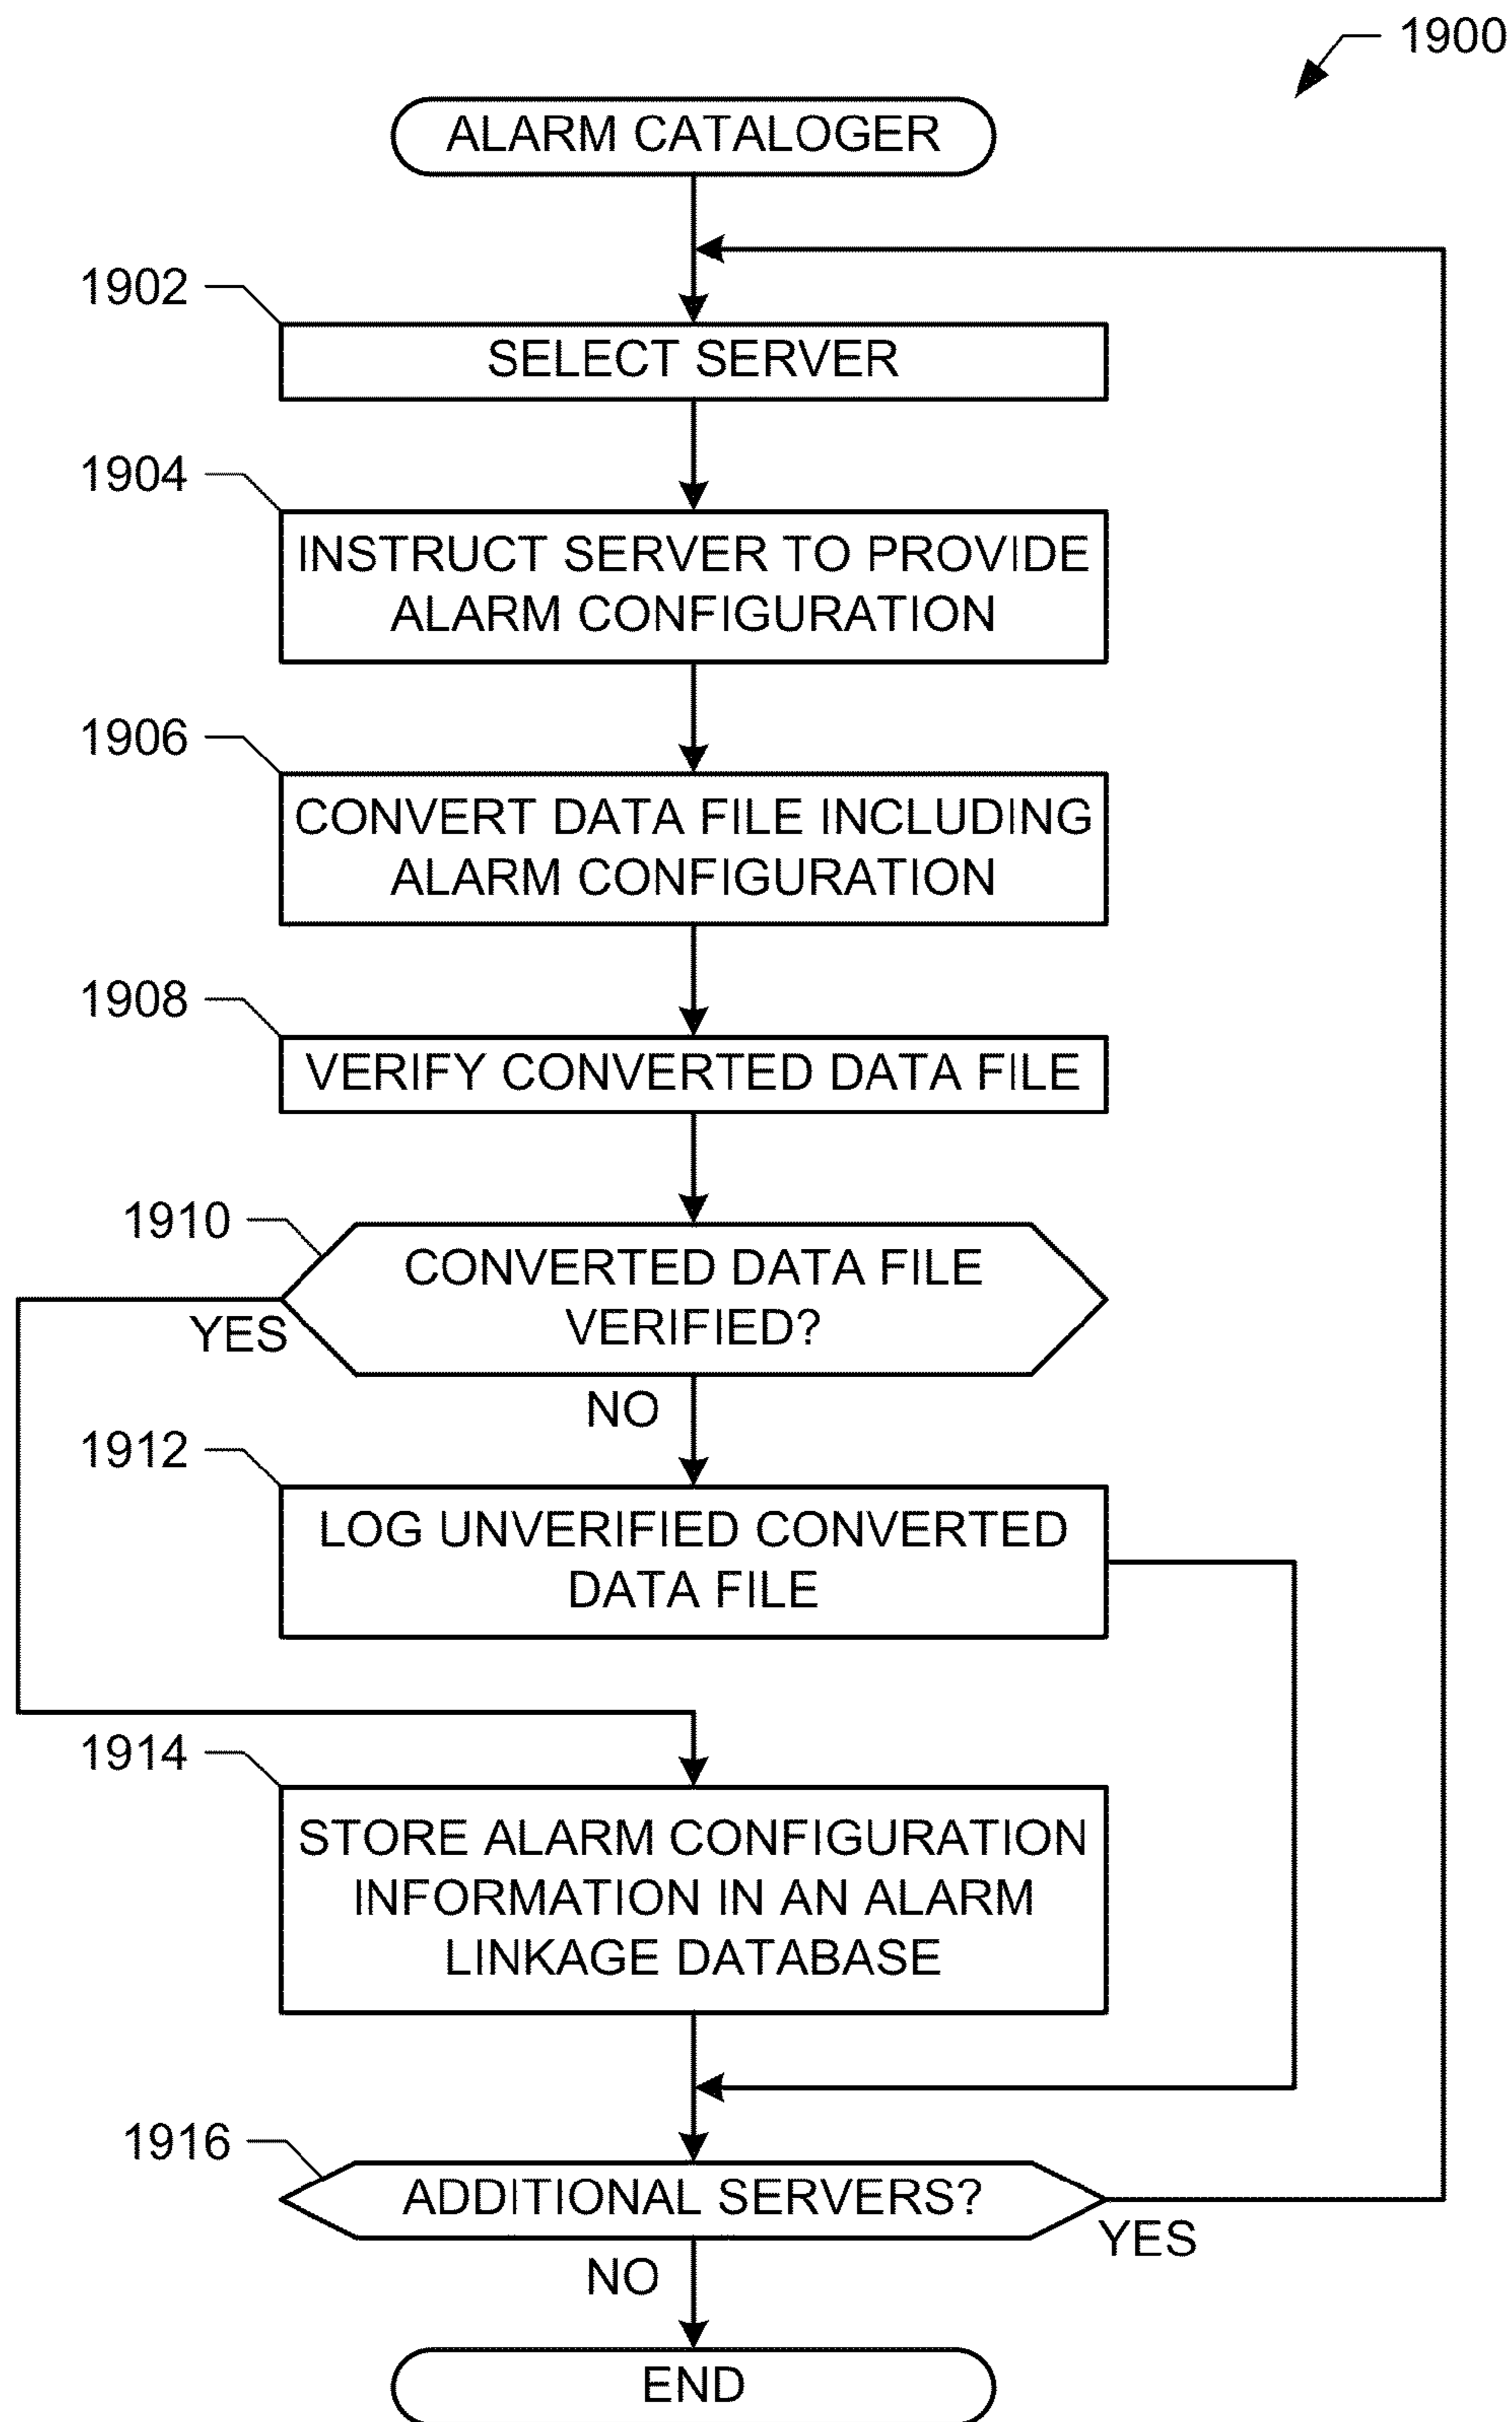 1900
ALARM CATALOGER
1902
SELECT SERVER
1904
INSTRUCT SERVER TO PROVIDE
ALARM CONFIGURATION
1906
CONVERT DATA FILE INCLUDING
ALARM CONFIGURATION
1908
VERIFY CONVERTED DATA FILE
1910
CONVERTED DATA FILE
VERIFIED?
YES
NO
1912
LOG UNVERIFIED CONVERTED
DATA FILE
1914
STORE ALARM CONFIGURATION
INFORMATION IN AN ALARM
LINKAGE DATABASE
1916
ADDITIONAL SERVERS?
YES
NO
END